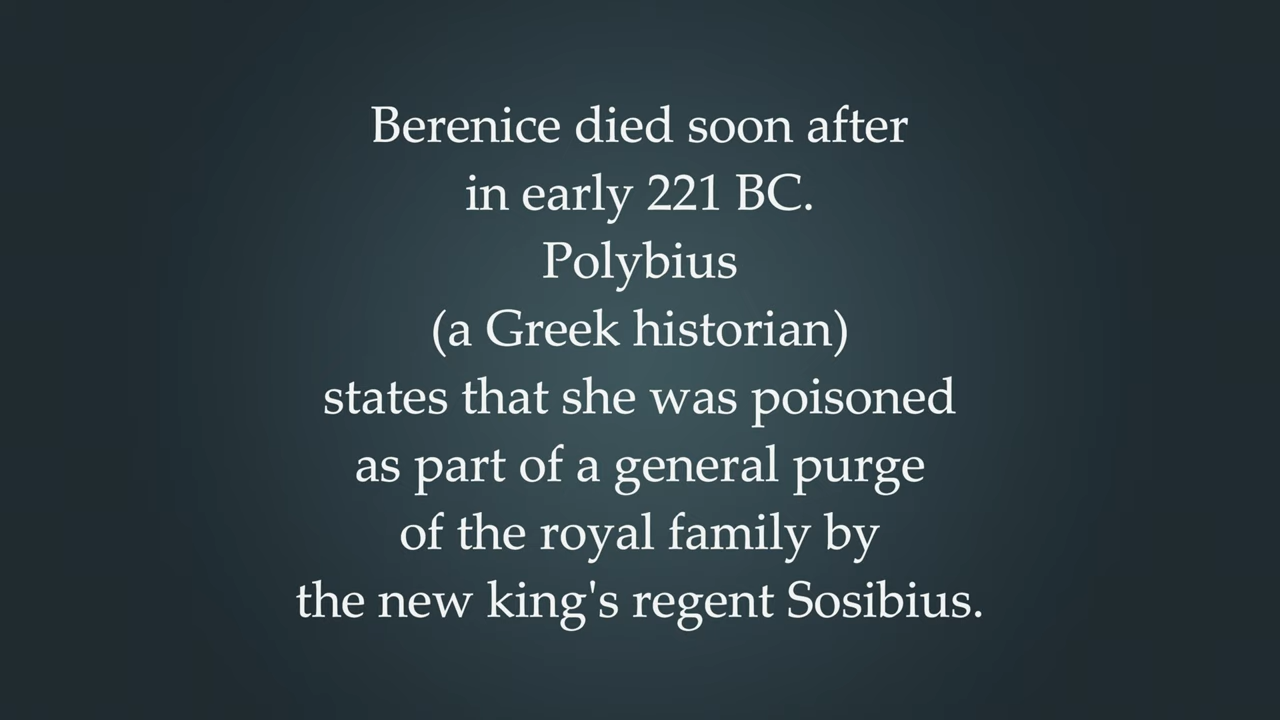 Berenice died soon after
in early 221 BC.
Polybius
(a Greek historian)
states that she was poisoned
as part of a general purge
of the royal family by
the new king's regent Sosibius.